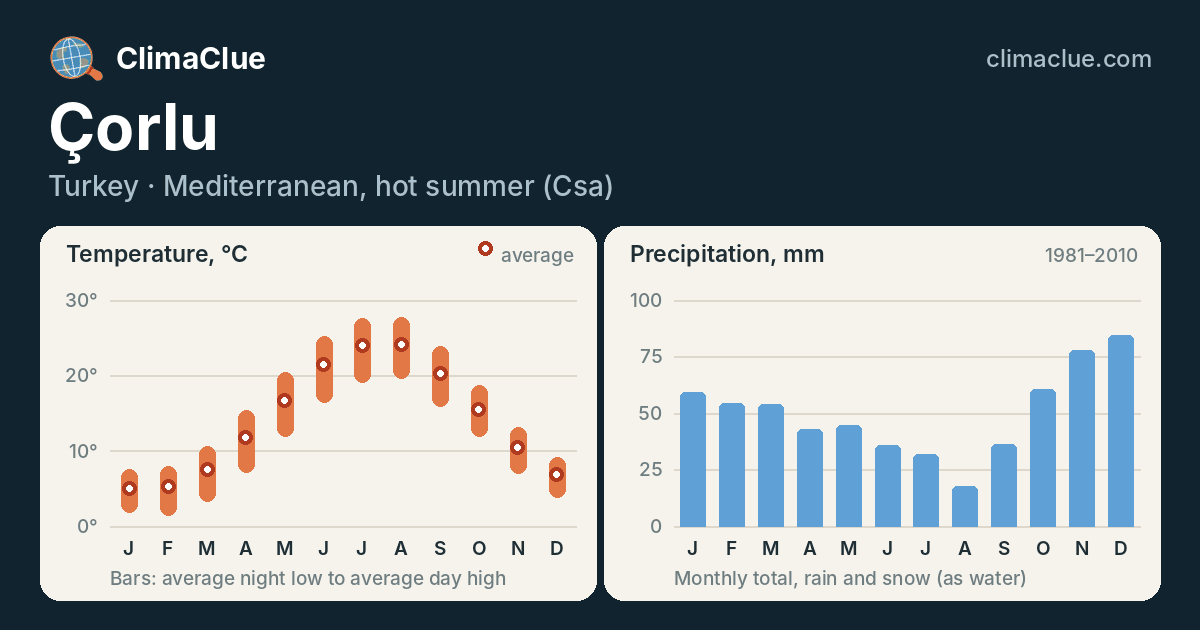 ClimaClue
climaclue.com
Çorlu
Turkey · Mediterranean, hot summer (Csa)
Temperature, °C
average
30°
20°
10°
0°
J F M A M J J A S O N D
Bars: average night low to average day high
Precipitation, mm
1981–2010
100
75
50
25
0
J F M A M J J A S O N D
Monthly total, rain and snow (as water)